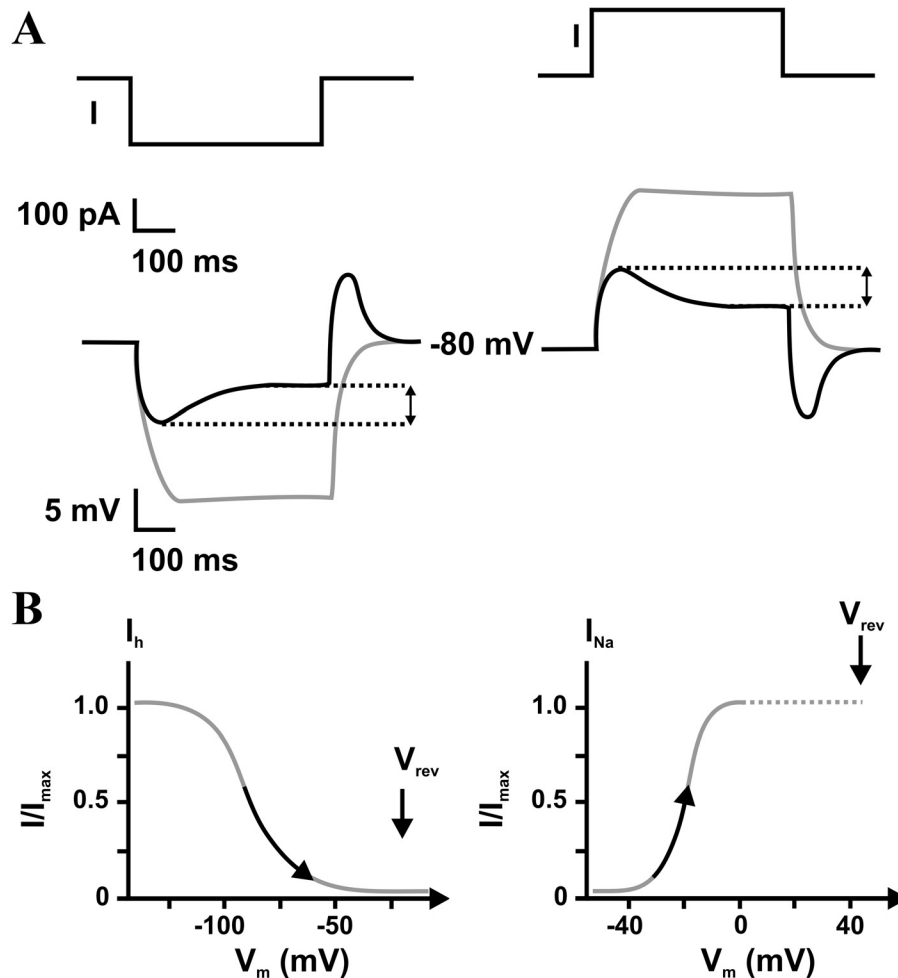 A
I
I
100 pA
100 ms
-80 mV
5 mV
100 ms
B
I_h
1.0
0.5
0
I/I_max
V_rev
-100
-50
V_m (mV)
I_Na
1.0
0.5
0
I/I_max
V_rev
-40
0
40
V_m (mV)